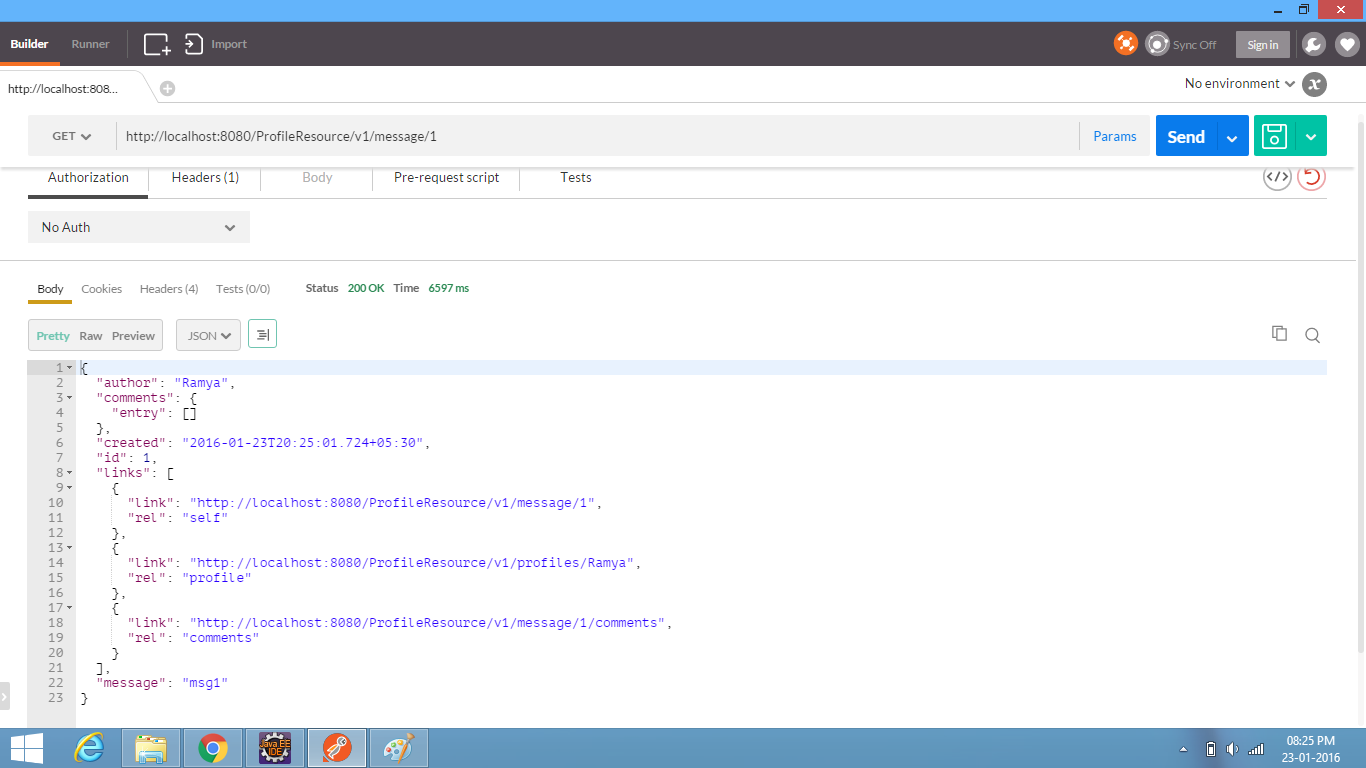 Builder Runner Import Sync Off Sign in
http://localhost:808... No environment
GET http://localhost:8080/ProfileResource/v1/message/1 Params Send
Authorization Headers (1) Body Pre-request script Tests
No Auth
Body Cookies Headers (4) Tests (0/0) Status 200 OK Time 6597 ms
Pretty Raw Preview JSON
1 {
2 "author": "Ramya",
3 "comments": {
4 "entry": []
5 },
6 "created": "2016-01-23T20:25:01.724+05:30",
7 "id": 1,
8 "links": [
9 {
10 "link": "http://localhost:8080/ProfileResource/v1/message/1",
11 "rel": "self"
12 },
13 {
14 "link": "http://localhost:8080/ProfileResource/v1/profiles/Ramya",
15 "rel": "profile"
16 },
17 {
18 "link": "http://localhost:8080/ProfileResource/v1/message/1/comments",
19 "rel": "comments"
20 }
21 ],
22 "message": "msg1"
23 }
Java EE
IDE
08:25 PM
23-01-2016